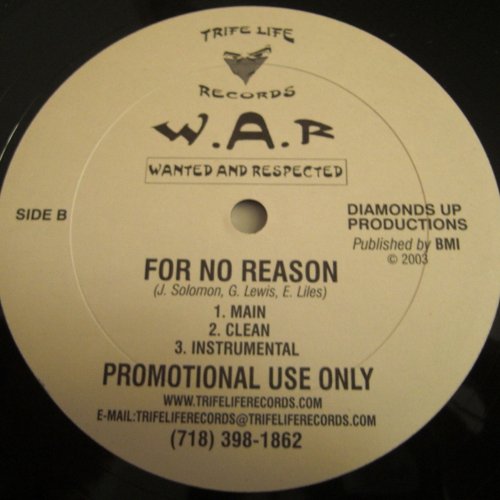 TRIFE LIFE
RECORDS
W.A.R
WANTED AND RESPECTED
SIDE B
DIAMONDS UP
PRODUCTIONS
Published by BMI
© 2003
FOR NO REASON
(J. Solomon, G. Lewis, E. Liles)
1. MAIN
2. CLEAN
3. INSTRUMENTAL
PROMOTIONAL USE ONLY
WWW.TRIFELIFERECORDS.COM
E-MAIL:TRIFELIFERECORDS@TRIFELIFERECORDS.COM
(718) 398-1862